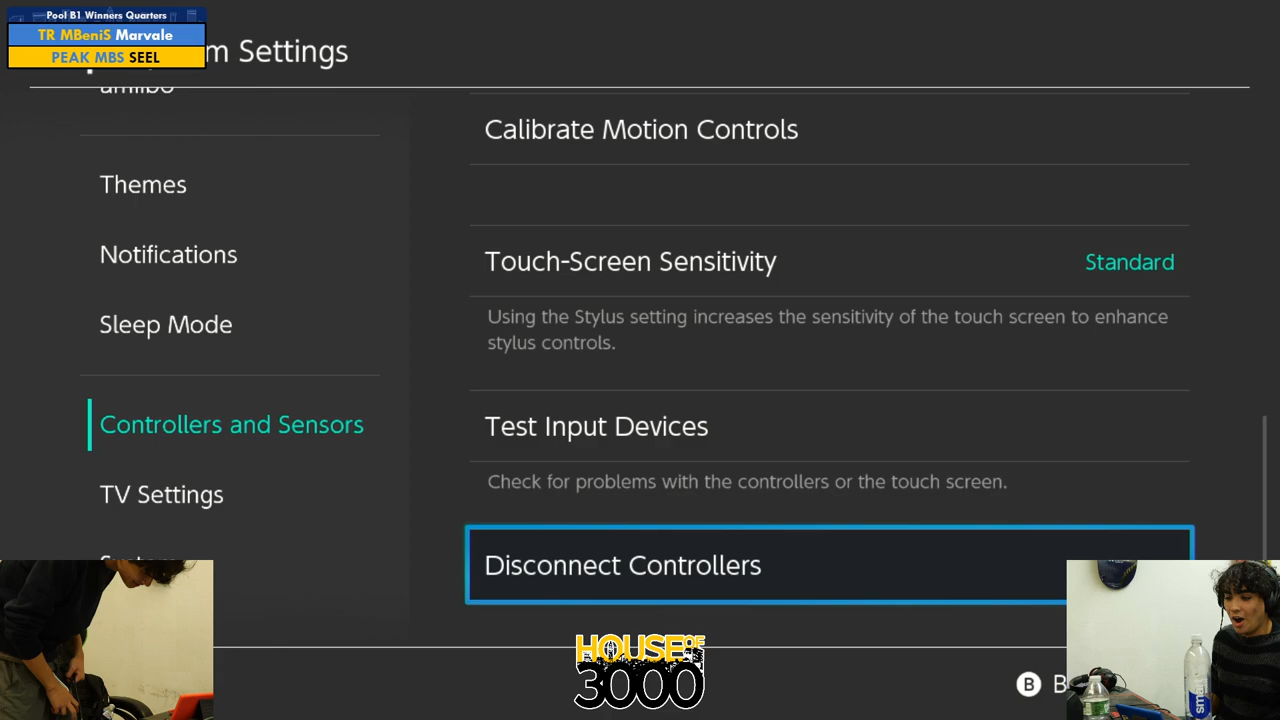 Pool B1 Winners Quarters
TR MBeniS Marvale
PEAK MBS SEEL
m Settings
amiibo
Themes
Notifications
Sleep Mode
Controllers and Sensors
TV Settings
System
Calibrate Motion Controls
Touch-Screen Sensitivity Standard
Using the Stylus setting increases the sensitivity of the touch screen to enhance
stylus controls.
Test Input Devices
Check for problems with the controllers or the touch screen.
Disconnect Controllers
HOUSE OF
3000
B B
smart